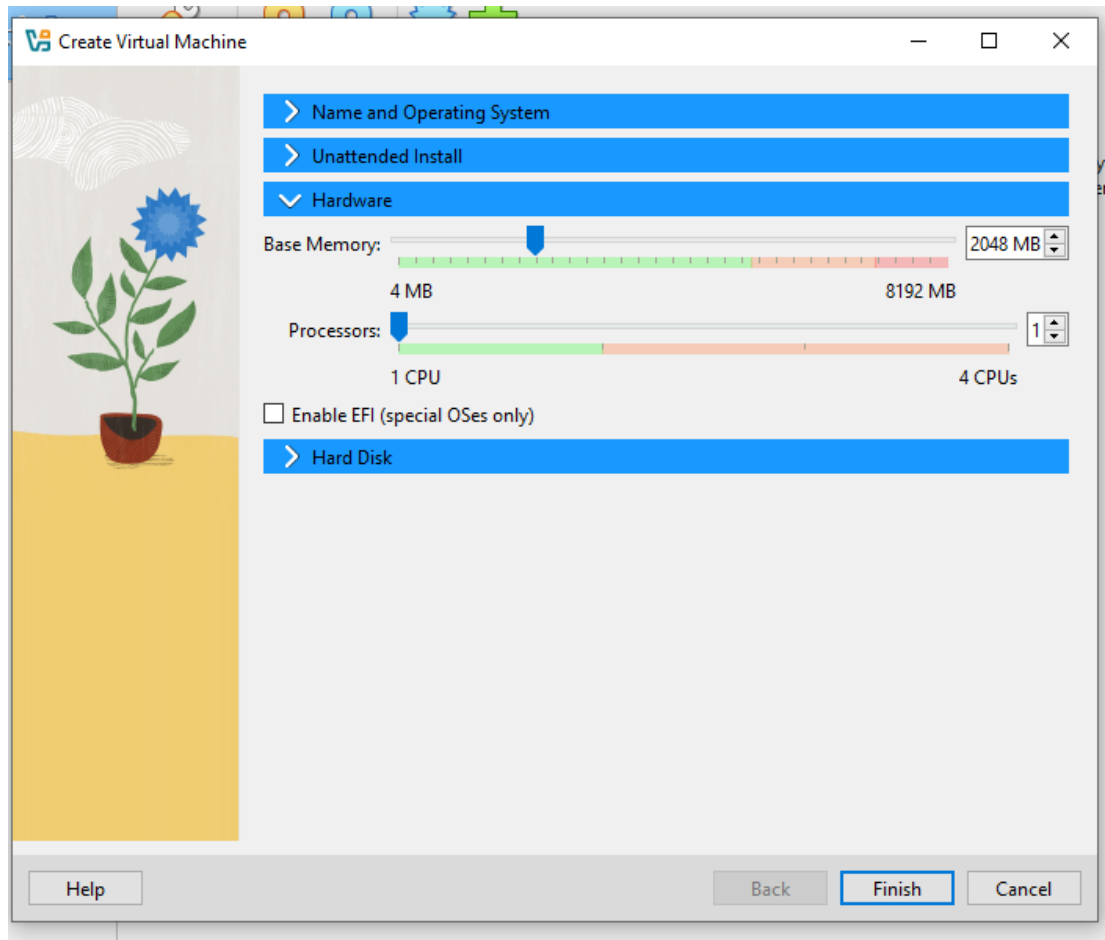 Create Virtual Machine
Name and Operating System
Unattended Install
Hardware
Base Memory: 2048 MB
4 MB 8192 MB
Processors: 1
1 CPU 4 CPUs
Enable EFI (special OSes only)
Hard Disk
Help Back Finish Cancel